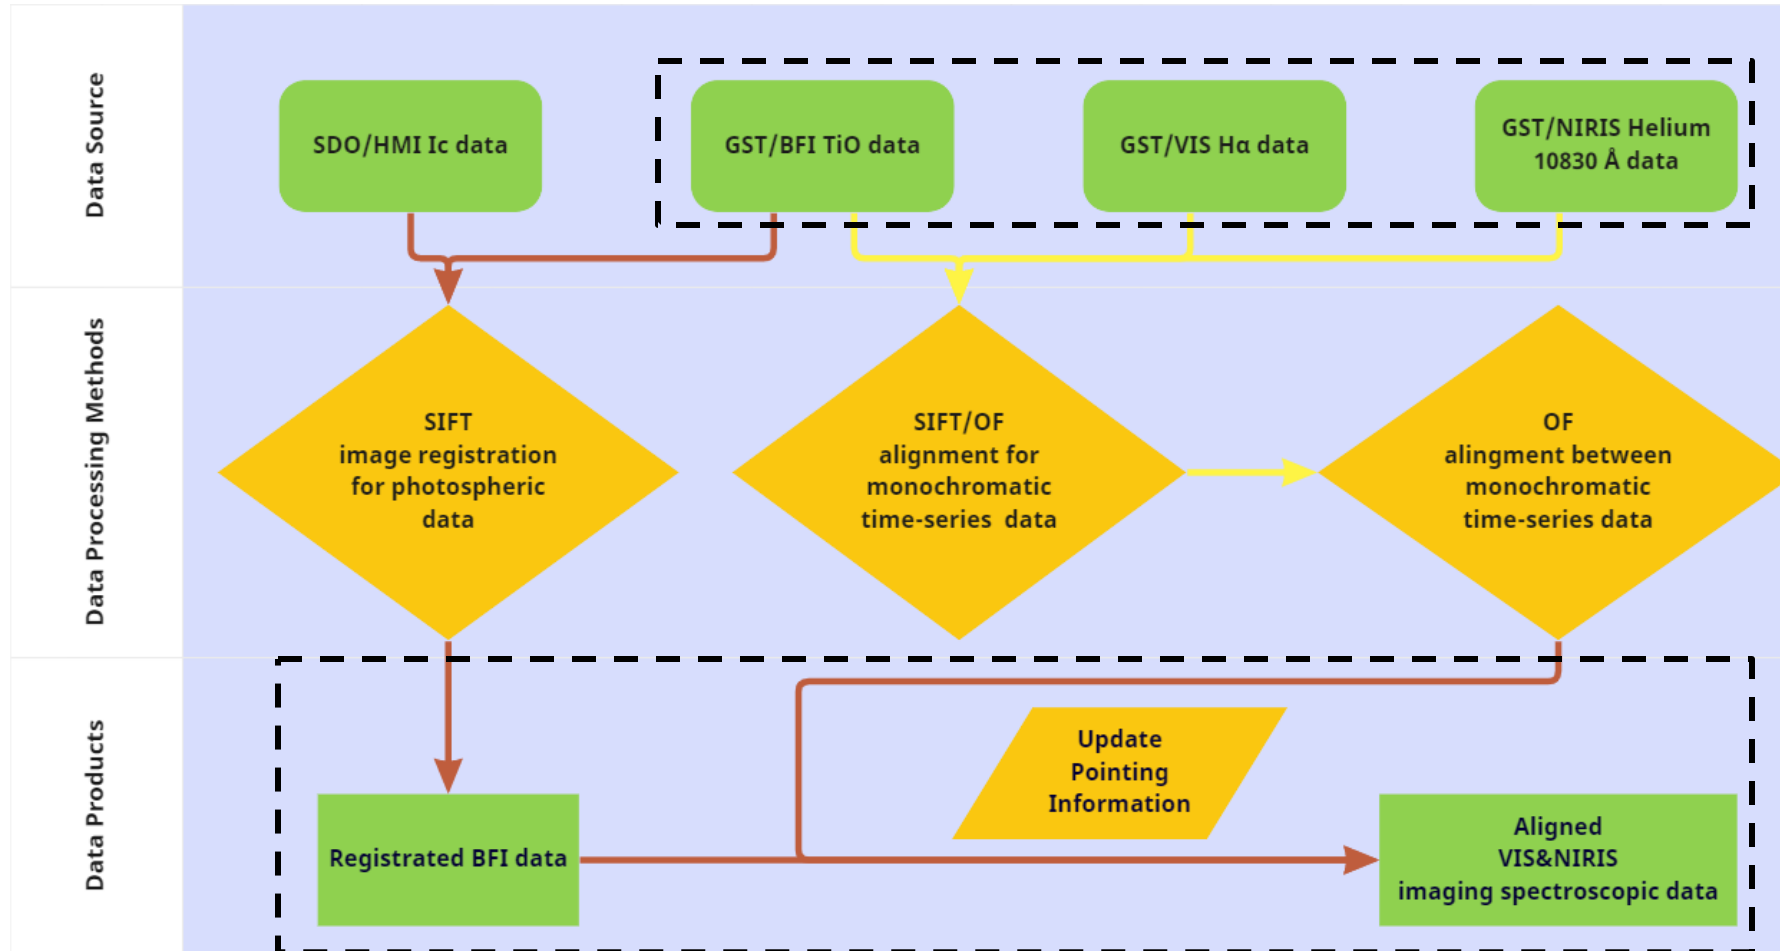 Data Source
SDO/HMI Ic data
GST/BFI TiO data
GST/VIS Hα data
GST/NIRIS Helium
10830 Å data
Data Processing Methods
SIFT
image registration
for photospheric
data
SIFT/OF
alignment for
monochromatic
time-series  data
OF
alingment between
monochromatic
time-series data
Data Products
Update
Pointing
Information
Registrated BFI data
Aligned
VIS&NIRIS
imaging spectroscopic data